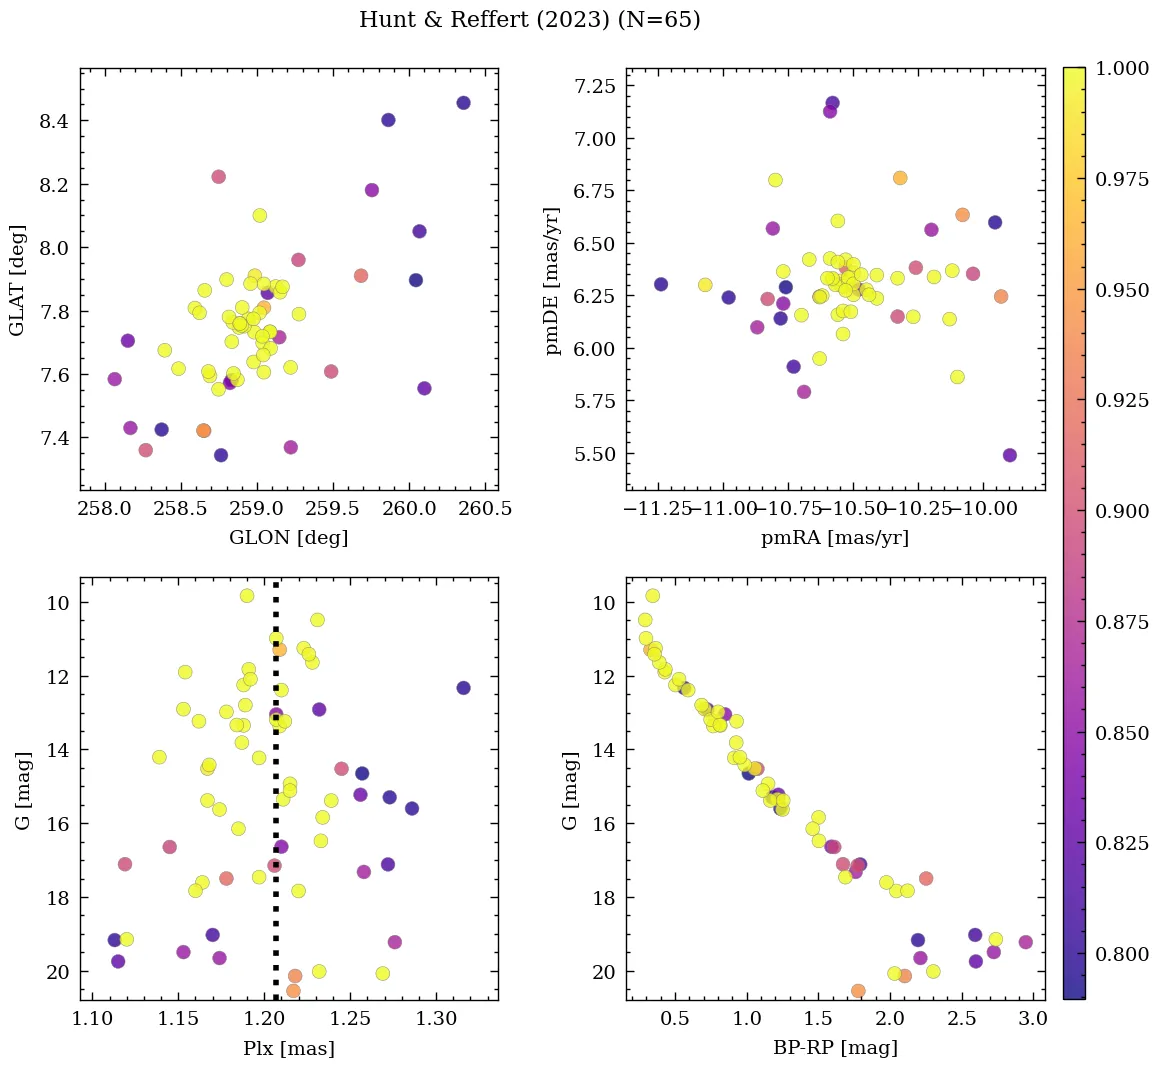 Hunt & Reffert (2023) (N=65)
8.4
8.2
8.0
7.8
7.6
7.4
GLAT [deg]
258.0 258.5 259.0 259.5 260.0 260.5
GLON [deg]
7.25
7.00
6.75
6.50
6.25
6.00
5.75
5.50
pmDE [mas/yr]
−11.25 −11.00 −10.75 −10.50 −10.25 −10.00
pmRA [mas/yr]
1.000
0.975
0.950
0.925
0.900
0.875
0.850
0.825
0.800
10
12
14
16
18
20
G [mag]
1.10 1.15 1.20 1.25 1.30
Plx [mas]
10
12
14
16
18
20
G [mag]
0.5 1.0 1.5 2.0 2.5 3.0
BP-RP [mag]